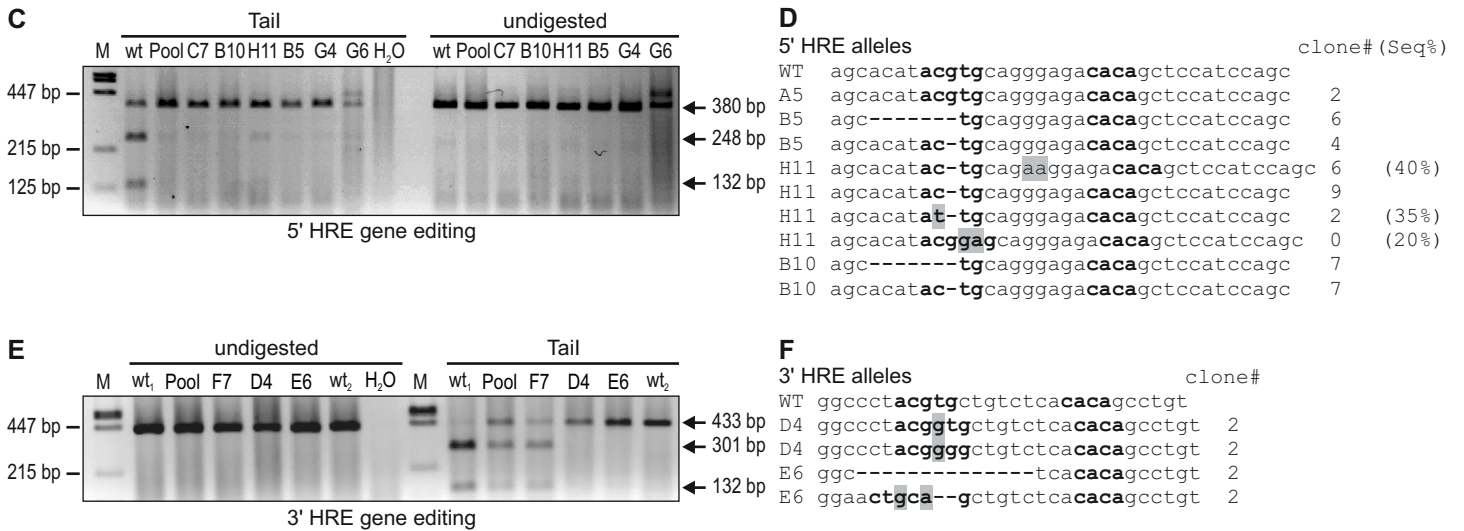 C
Tail undigested
M wt Pool C7 B10 H11 B5 G4 G6 H2O wt Pool C7 B10 H11 B5 G4 G6
447 bp
215 bp
125 bp
380 bp
248 bp
132 bp
5' HRE gene editing
D
5' HRE alleles clone# (Seq%)
WT agcacatacgtgcagggagacacagctccatccagc
A5 agcacatacgtgcagggagacacagctccatccagc 2
B5 agc-------tgcagggagacacagctccatccagc 6
B5 agcacatac-tgcagggagacacagctccatccagc 4
H11 agcacatac-tgcagaaggagacacagctccatccagc 6 (40%)
H11 agcacatac-tgcagggagacacagctccatccagc 9
H11 agcacatat-tgcagggagacacagctccatccagc 2 (35%)
H11 agcacatacggagcagggagacacagctccatccagc 0 (20%)
B10 agc-------tgcagggagacacagctccatccagc 7
B10 agcacatac-tgcagggagacacagctccatccagc 7
E
undigested Tail
M wt1 Pool F7 D4 E6 wt2 H2O M wt1 Pool F7 D4 E6 wt2
447 bp
215 bp
433 bp
301 bp
132 bp
3' HRE gene editing
F
3' HRE alleles clone#
WT ggccctacgtgctgtctcacacagcctgt
D4 ggccctacggtgctgtctcacacagcctgt 2
D4 ggccctacggggctgtctcacacagcctgt 2
E6 ggc--------------tcacacagcctgt 2
E6 ggaactgca--gctgtctcacacagcctgt 2